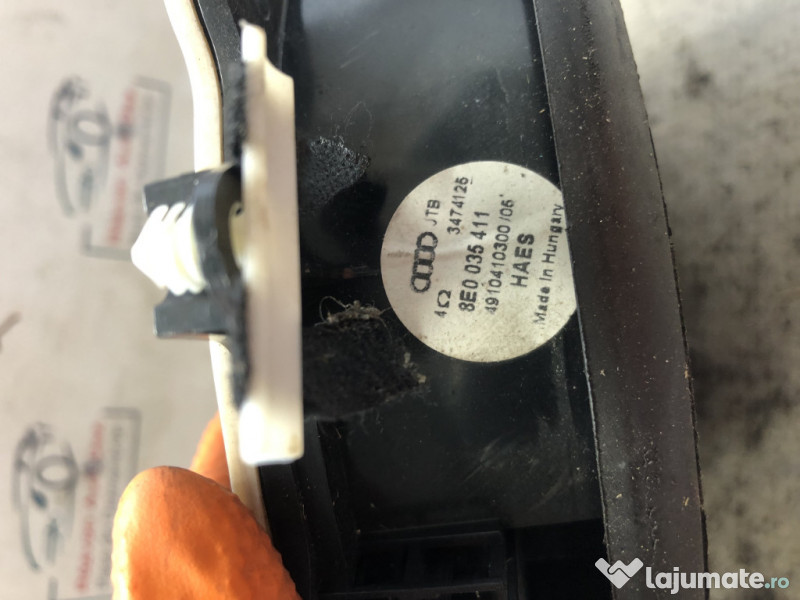 JTB
4Ω 3474126
8E0 035 411
4910410300 /06'
HAES
Made In Hungary
lajumate.ro